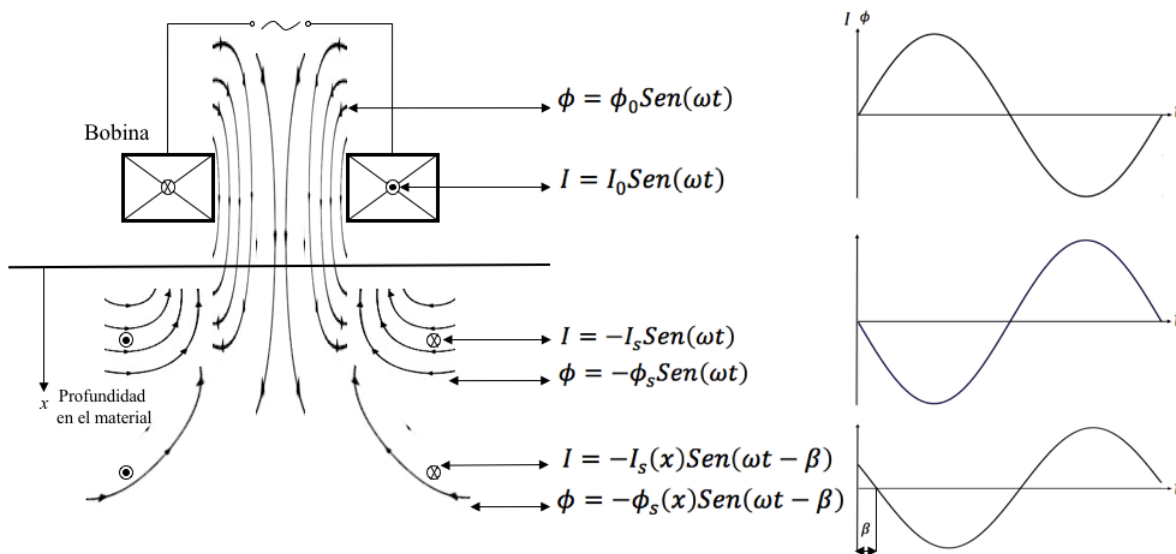 I ϕ
ϕ = ϕ₀Sen(ωt)
Bobina
I = I₀Sen(ωt)
I = −IₛSen(ωt)
ϕ = −ϕₛSen(ωt)
x Profundidad
en el material
I = −Iₛ(x)Sen(ωt − β)
ϕ = −ϕₛ(x)Sen(ωt − β)
β